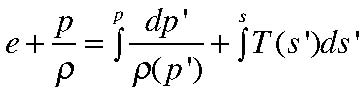 e + p/ρ = ∫^p dp'/ρ(p') + ∫^s T(s')ds'